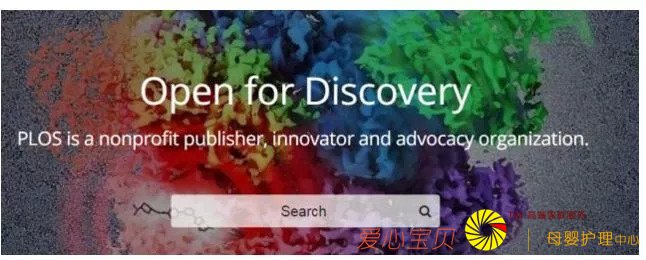 Open for Discovery
PLOS is a nonprofit publisher, innovator and advocacy organization.
Search
爱心宝贝
母婴护理中心